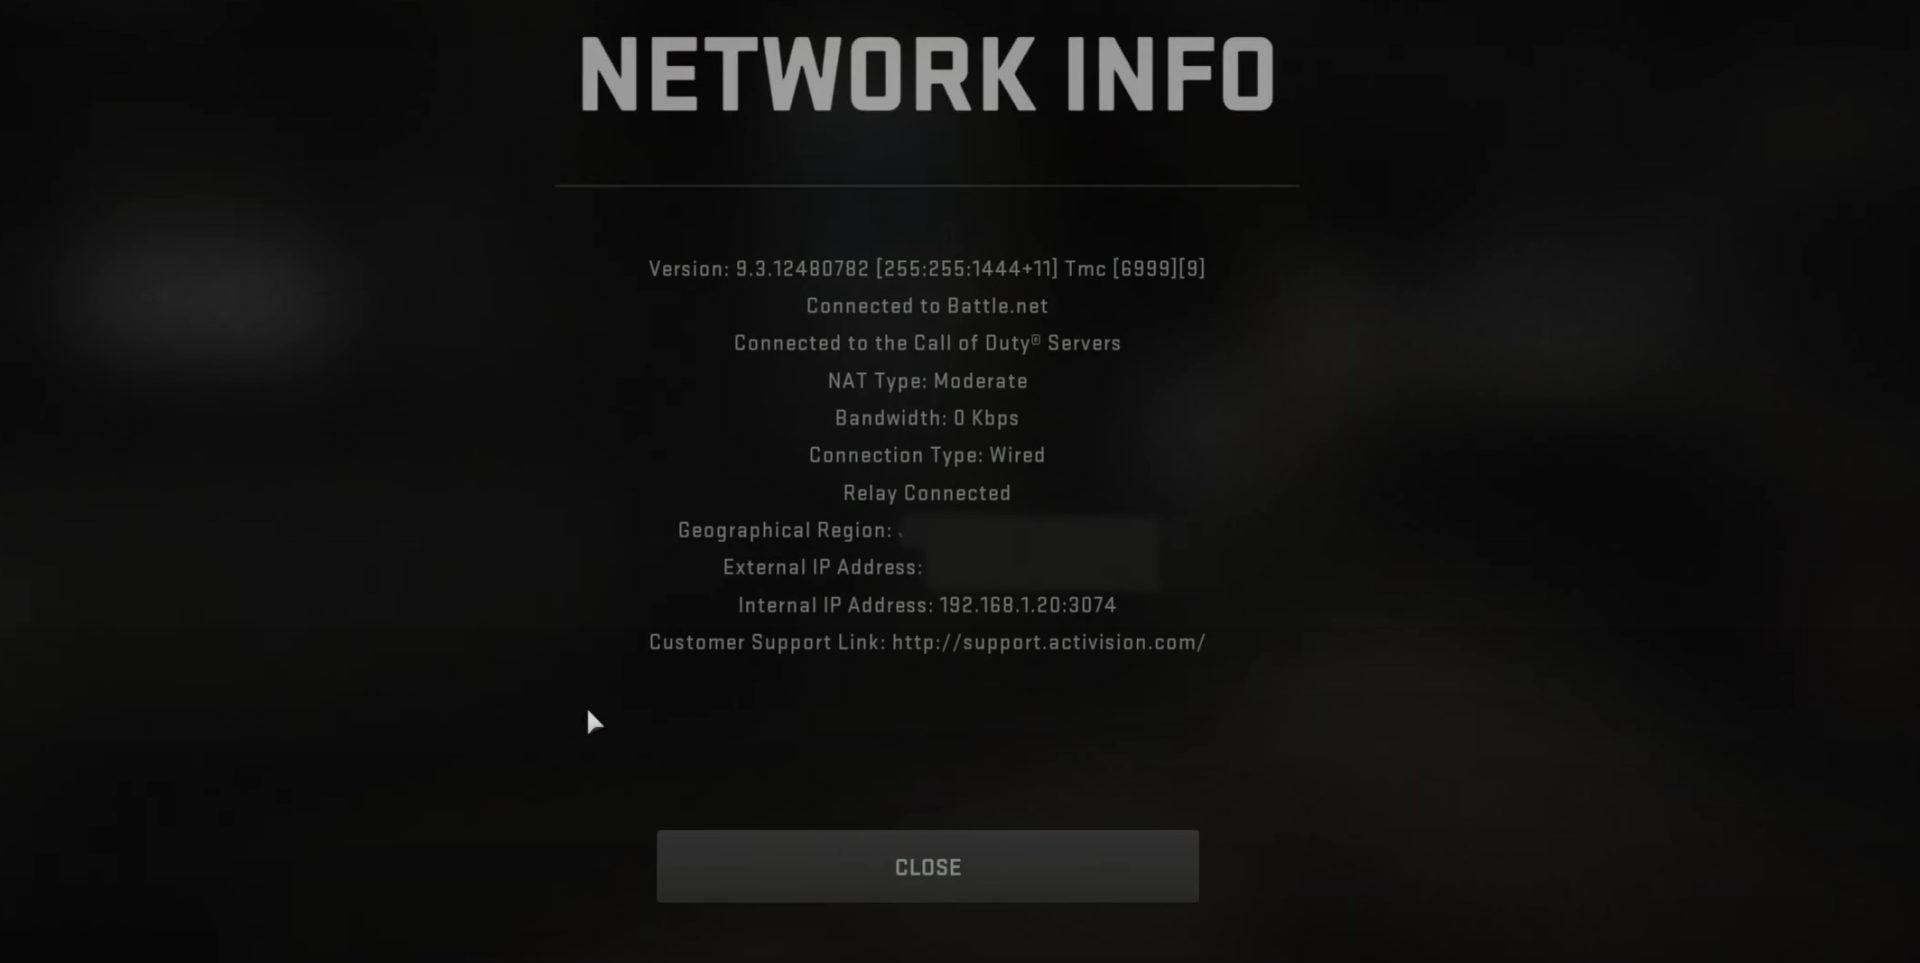 NETWORK INFO
Version: 9.3.12480782 [255:255:1444+11] Tmc [6999][9]
Connected to Battle.net
Connected to the Call of Duty® Servers
NAT Type: Moderate
Bandwidth: 0 Kbps
Connection Type: Wired
Relay Connected
Geographical Region:
External IP Address:
Internal IP Address: 192.168.1.20:3074
Customer Support Link: http://support.activision.com/
CLOSE